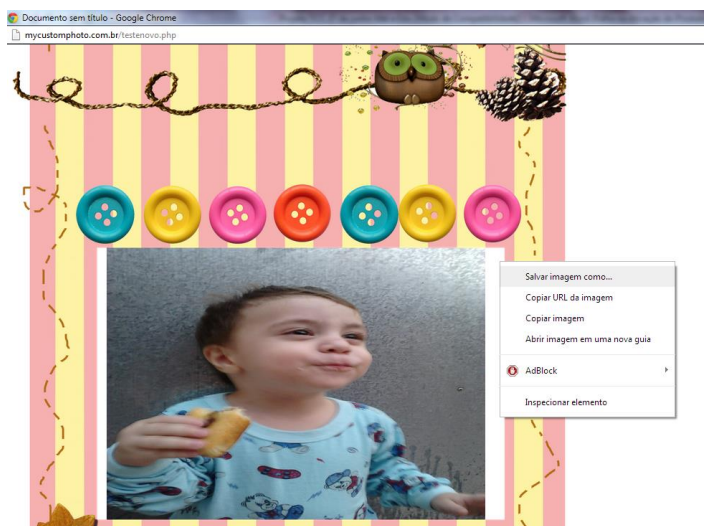 Documento sem título - Google Chrome
mycustomphoto.com.br/testenovo.php
Salvar imagem como...
Copiar URL da imagem
Copiar imagem
Abrir imagem em uma nova guia
AdBlock
Inspecionar elemento